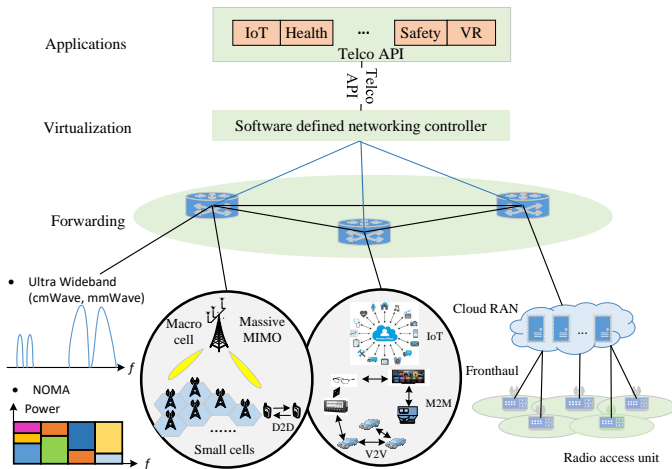 Applications
IoT Health ... Safety VR
Telco API
Telco
API
Virtualization
Software defined networking controller
Forwarding
• Ultra Wideband
(cmWave, mmWave)
f
• NOMA
Power
f
Macro
cell
Massive
MIMO
......
Small cells
D2D
IoT
M2M
V2V
Cloud RAN
...
Fronthaul
Radio access unit